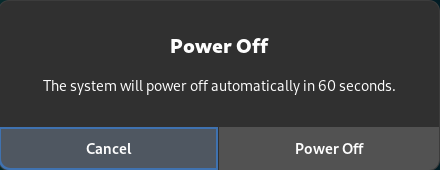 Power Off
The system will power off automatically in 60 seconds.
Cancel
Power Off